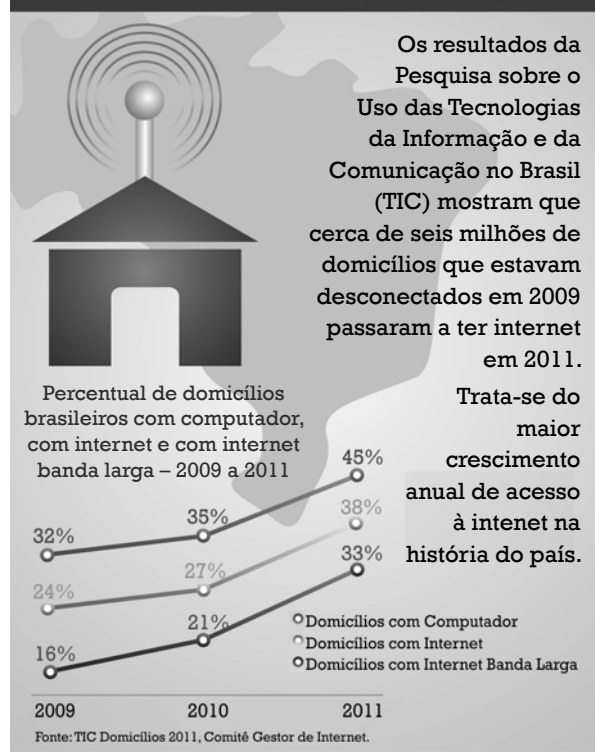 Os resultados da
Pesquisa sobre o
Uso das Tecnologias
da Informação e da
Comunicação no Brasil
(TIC) mostram que
cerca de seis milhões de
domicílios que estavam
desconectados em 2009
passaram a ter internet
em 2011.
Trata-se do
maior
crescimento
anual de acesso
à intenet na
história do país.
Percentual de domicílios
brasileiros com computador,
com internet e com internet
banda larga – 2009 a 2011
32%
35%
45%
24%
27%
38%
16%
21%
33%
Domicílios com Computador
Domicílios com Internet
Domicílios com Internet Banda Larga
2009 2010 2011
Fonte: TIC Domicílios 2011, Comitê Gestor de Internet.